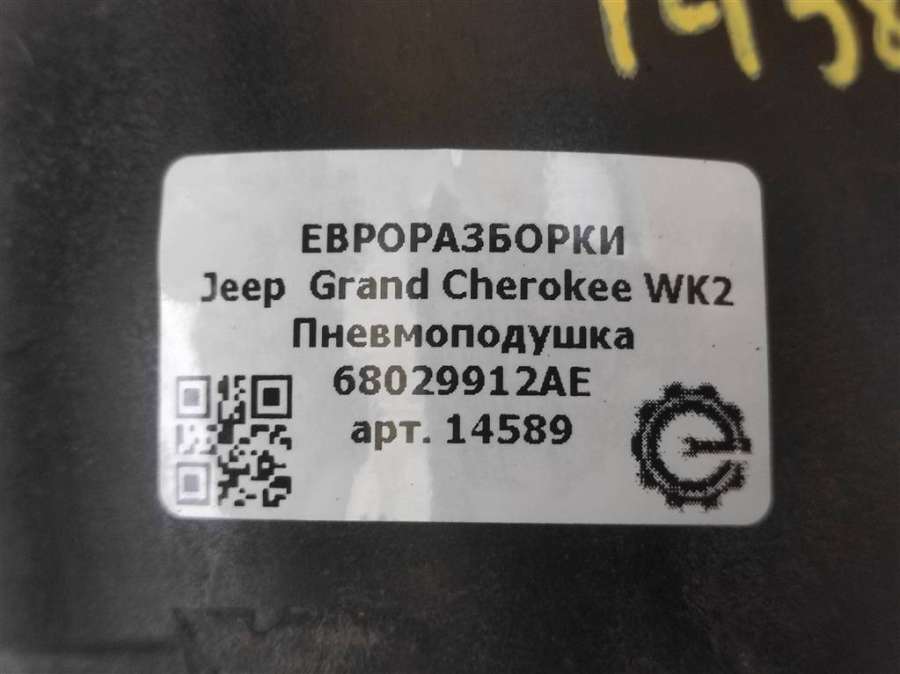 ЕВРОРАЗБОРКИ
Jeep Grand Cherokee WK2
Пневмоподушка
68029912AE
арт. 14589